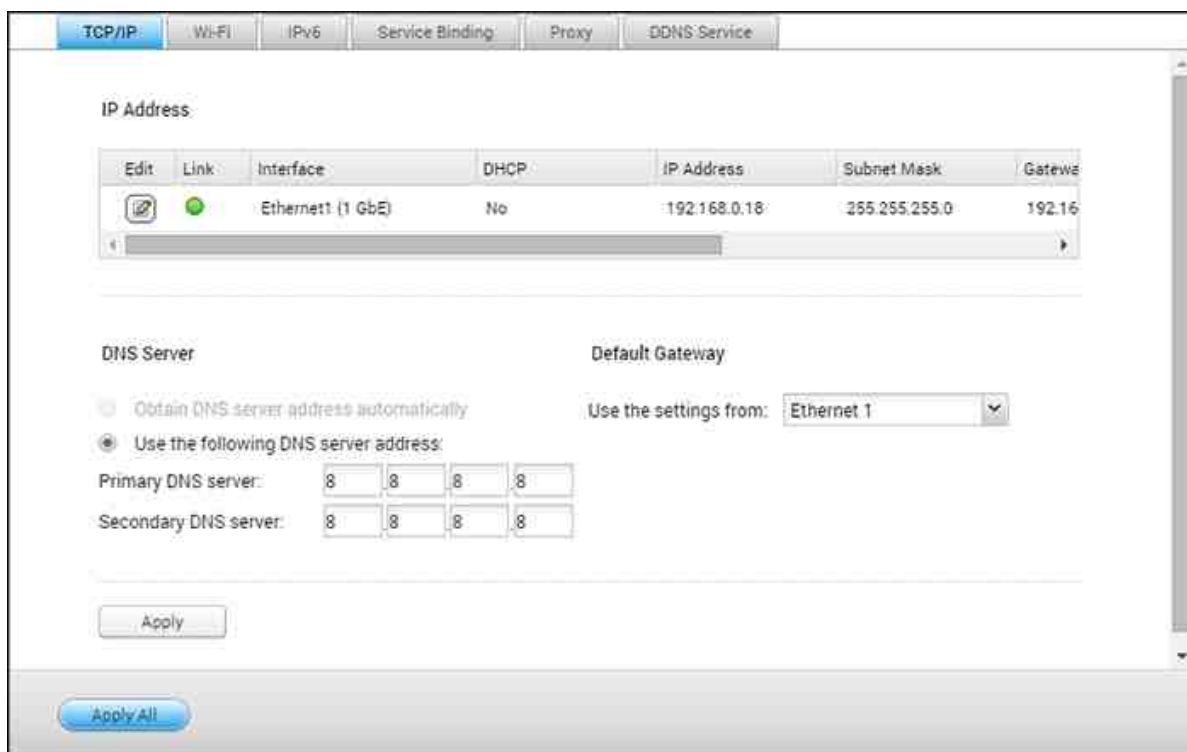 TCP/IP Wi-Fi IPv6 Service Binding Proxy DDNS Service
IP Address
Edit Link Interface DHCP IP Address Subnet Mask Gatewa
Ethernet1 (1 GbE) No 192.168.0.18 255.255.255.0 192.16
DNS Server Default Gateway
Obtain DNS server address automatically Use the settings from: Ethernet 1
Use the following DNS server address:
Primary DNS server: 8 .8 .8 .8
Secondary DNS server: 8 .8 .8 .8
Apply
Apply All